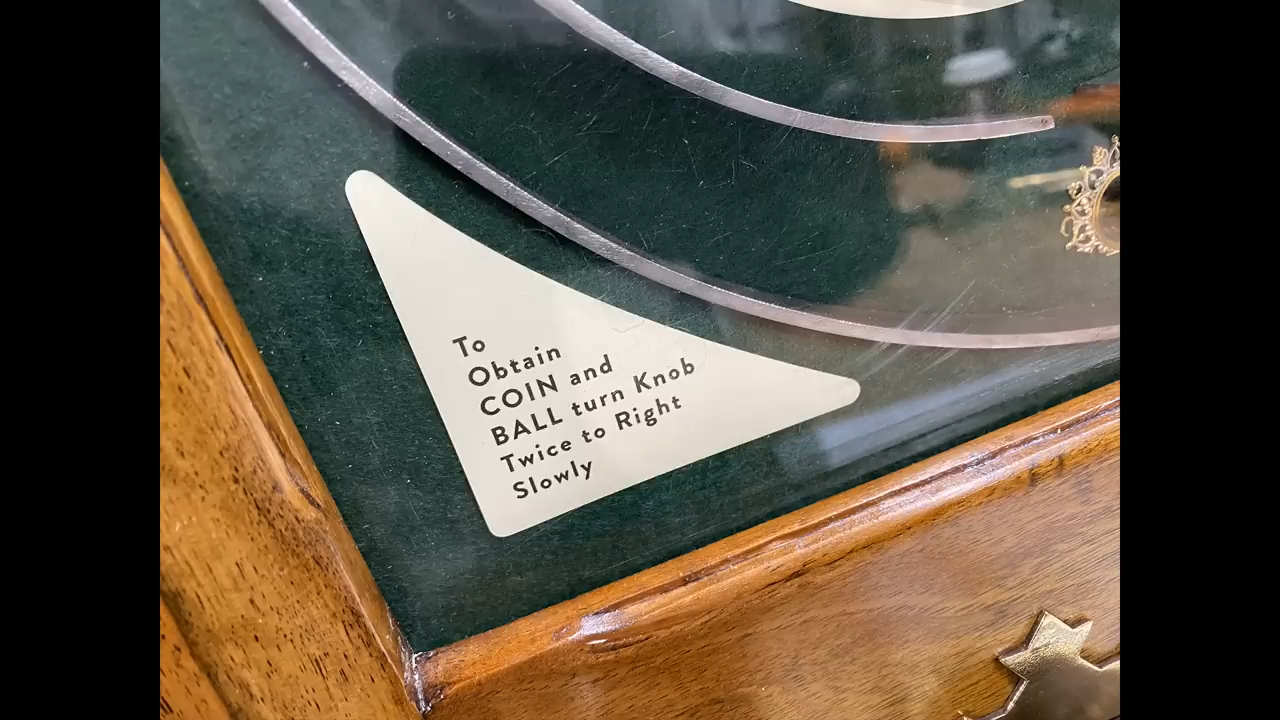 To
Obtain
COIN and
BALL turn Knob
Twice to Right
Slowly